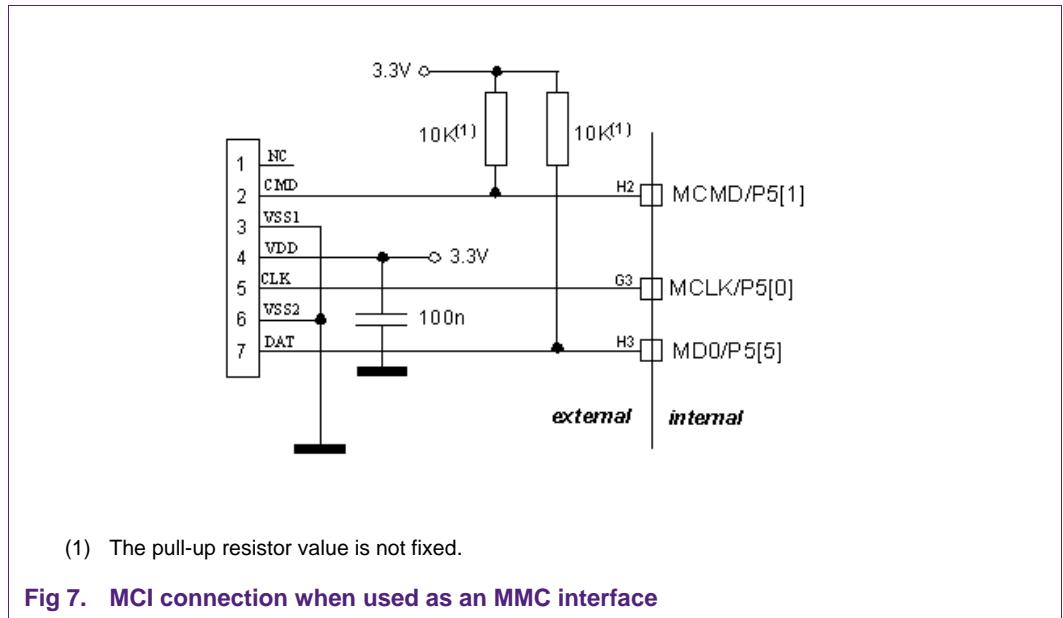 3.3V
10K(1) 10K(1)
1 NC
2 CMD H2 MCMD/P5[1]
3 VSS1
4 VDD 3.3V
5 CLK G3 MCLK/P5[0]
6 VSS2 100n
7 DAT H3 MD0/P5[5]
external internal
(1) The pull-up resistor value is not fixed.
Fig 7. MCI connection when used as an MMC interface